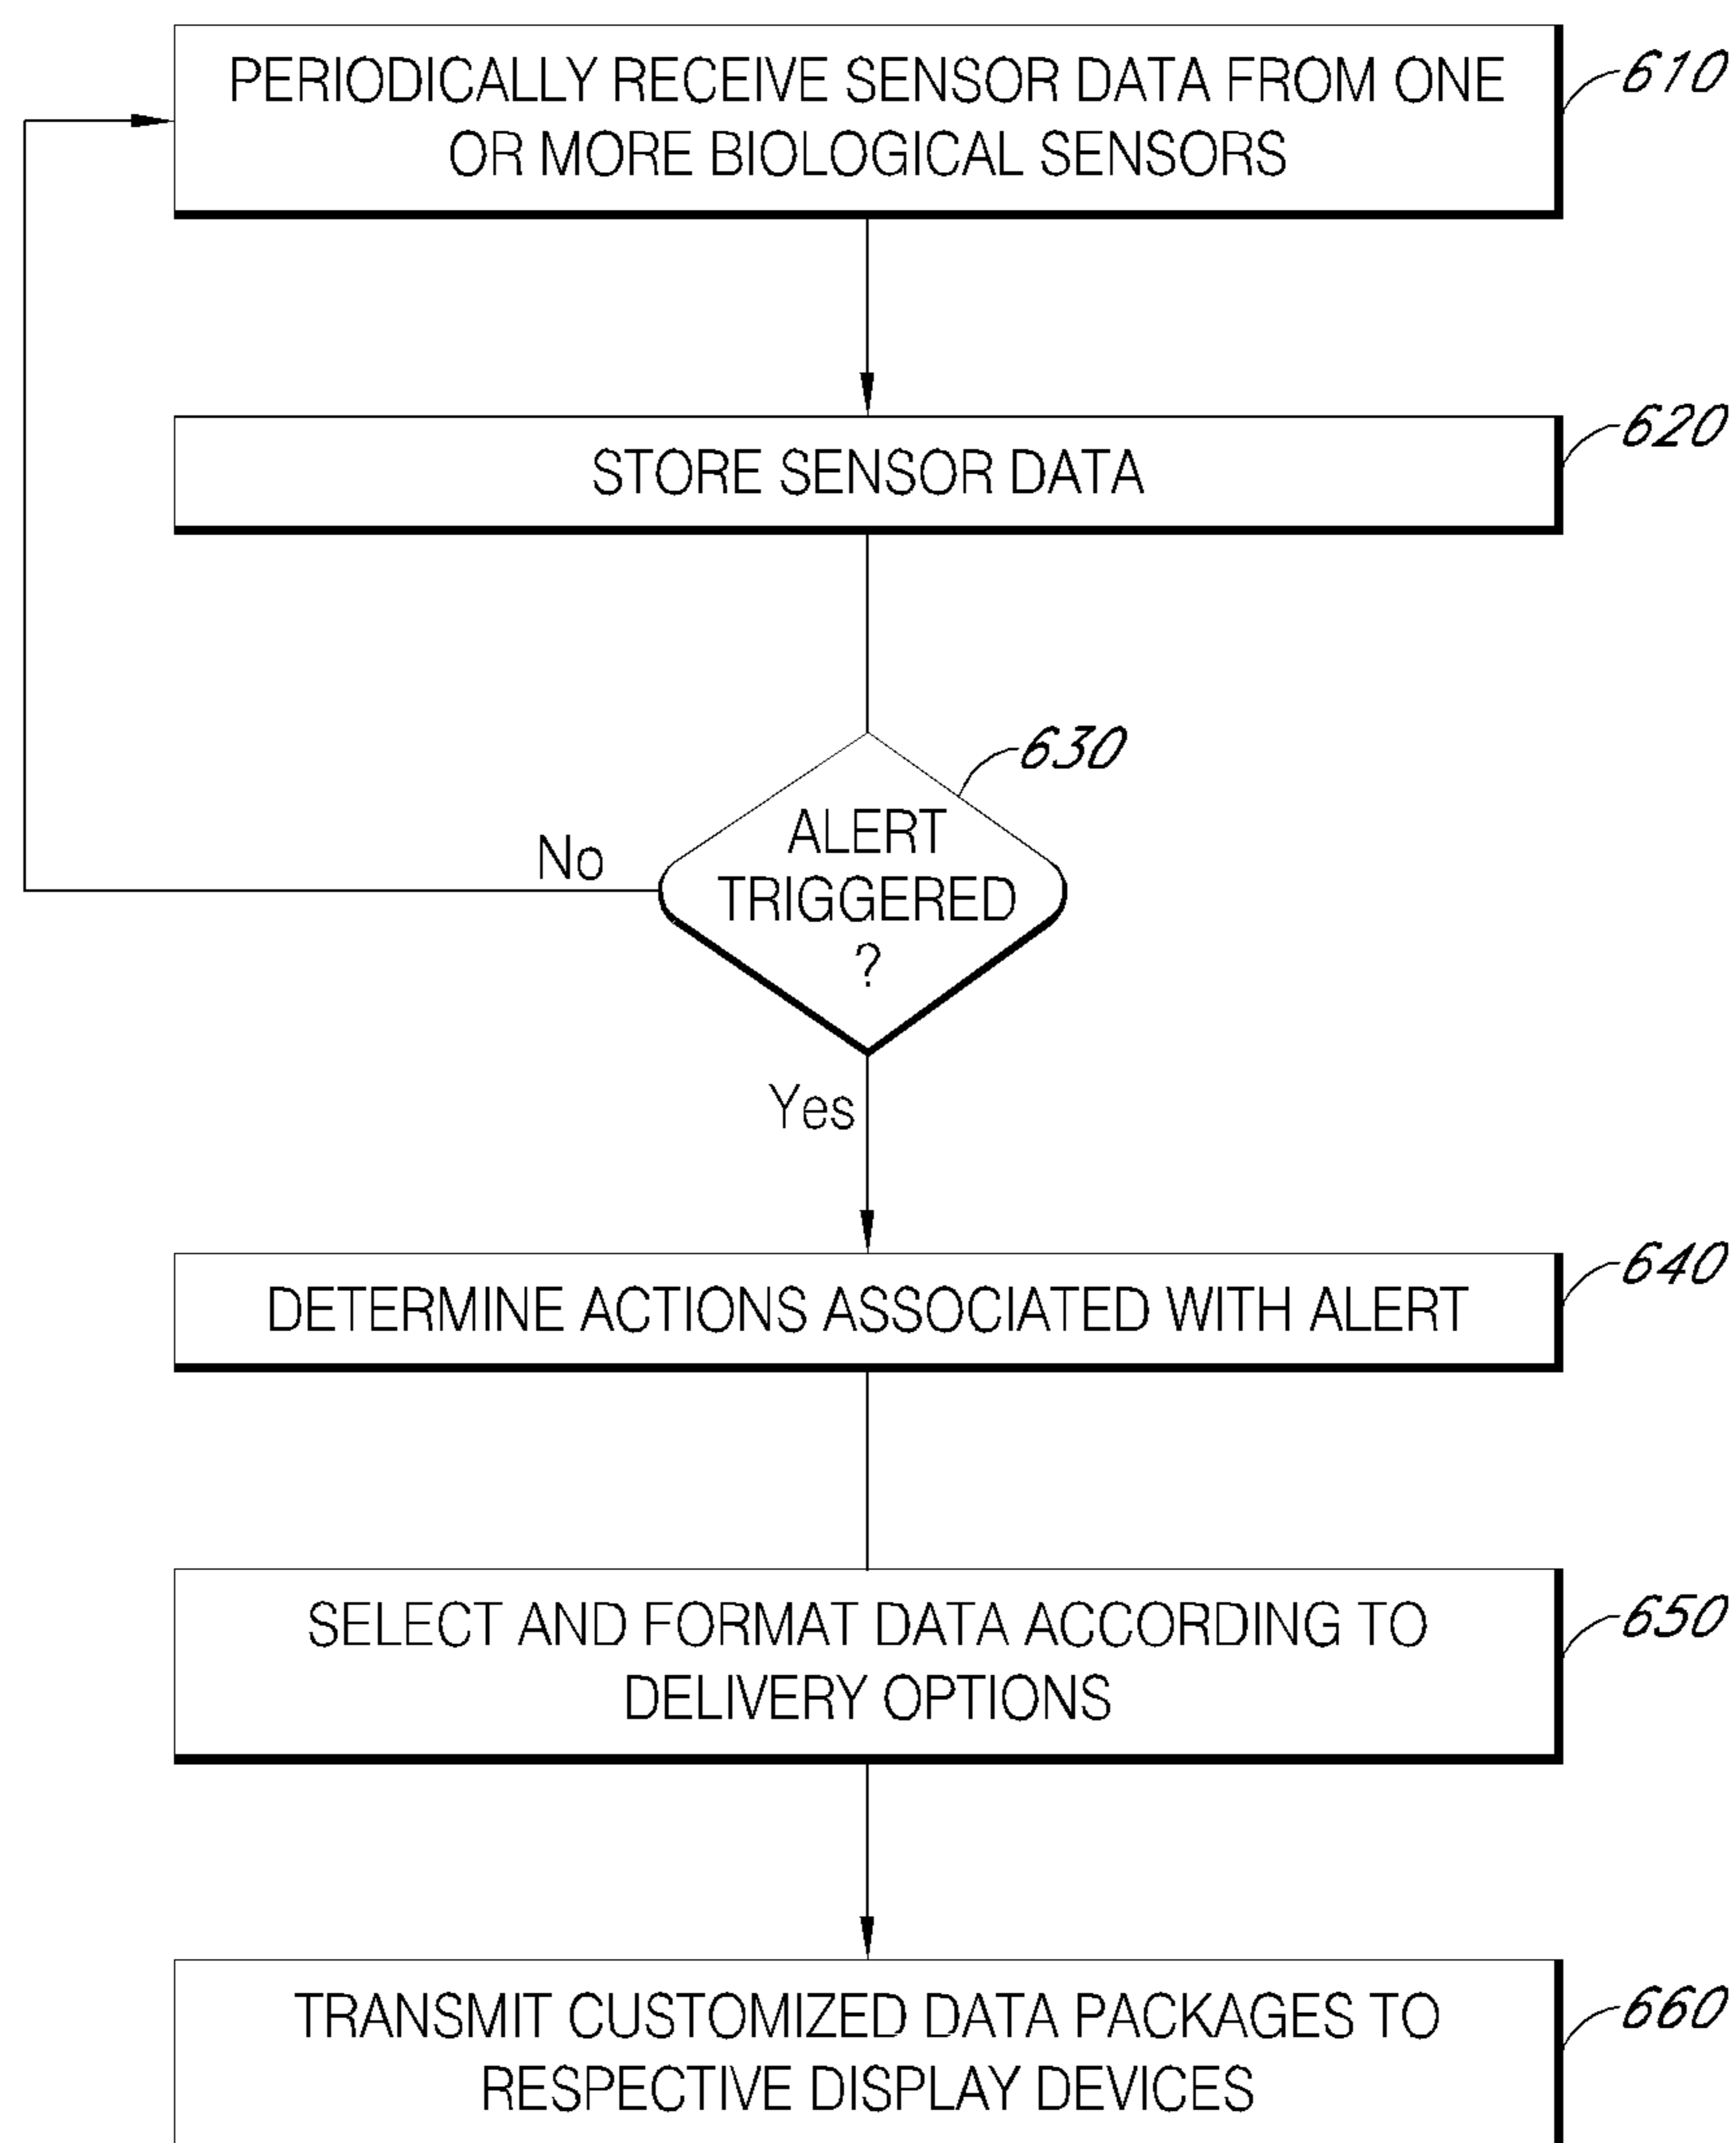 PERIODICALLY RECEIVE SENSOR DATA FROM ONE
OR MORE BIOLOGICAL SENSORS
610
STORE SENSOR DATA
620
630
ALERT
TRIGGERED
?
No
Yes
DETERMINE ACTIONS ASSOCIATED WITH ALERT
640
SELECT AND FORMAT DATA ACCORDING TO
DELIVERY OPTIONS
650
TRANSMIT CUSTOMIZED DATA PACKAGES TO
RESPECTIVE DISPLAY DEVICES
660